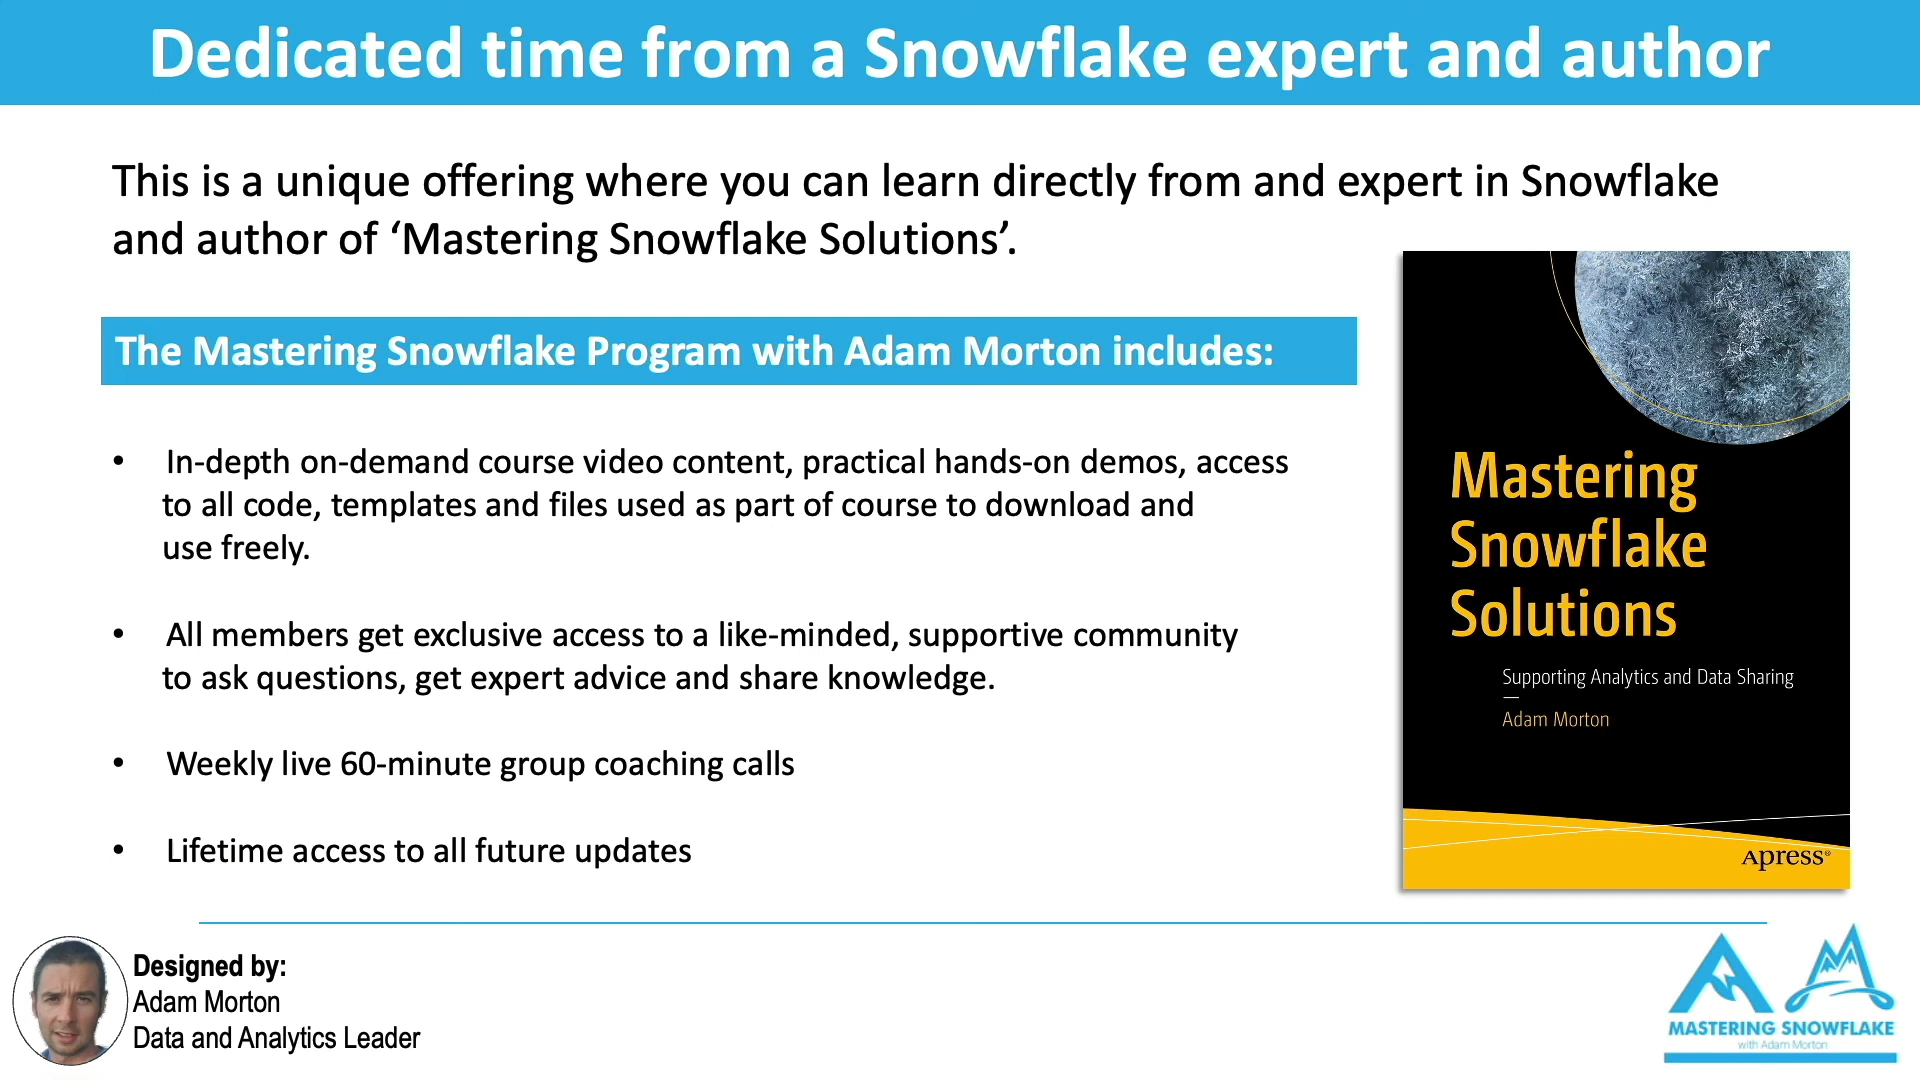 Dedicated time from a Snowflake expert and author
This is a unique offering where you can learn directly from and expert in Snowflake
and author of ‘Mastering Snowflake Solutions’.
The Mastering Snowflake Program with Adam Morton includes:
• In-depth on-demand course video content, practical hands-on demos, access
to all code, templates and files used as part of course to download and
use freely.
• All members get exclusive access to a like-minded, supportive community
to ask questions, get expert advice and share knowledge.
• Weekly live 60-minute group coaching calls
• Lifetime access to all future updates
Mastering
Snowflake
Solutions
Supporting Analytics and Data Sharing
—
Adam Morton
Apress®
Designed by:
Adam Morton
Data and Analytics Leader
MASTERING SNOWFLAKE
with Adam Morton